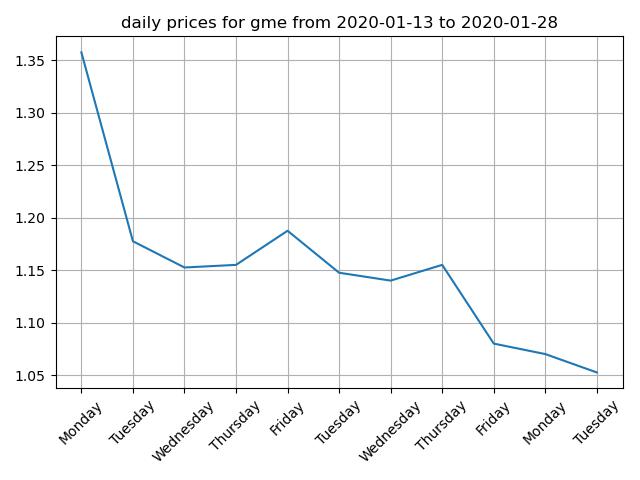 daily prices for gme from 2020-01-13 to 2020-01-28
1.35
1.30
1.25
1.20
1.15
1.10
1.05
Monday
Tuesday
Wednesday
Thursday
Friday
Tuesday
Wednesday
Thursday
Friday
Monday
Tuesday